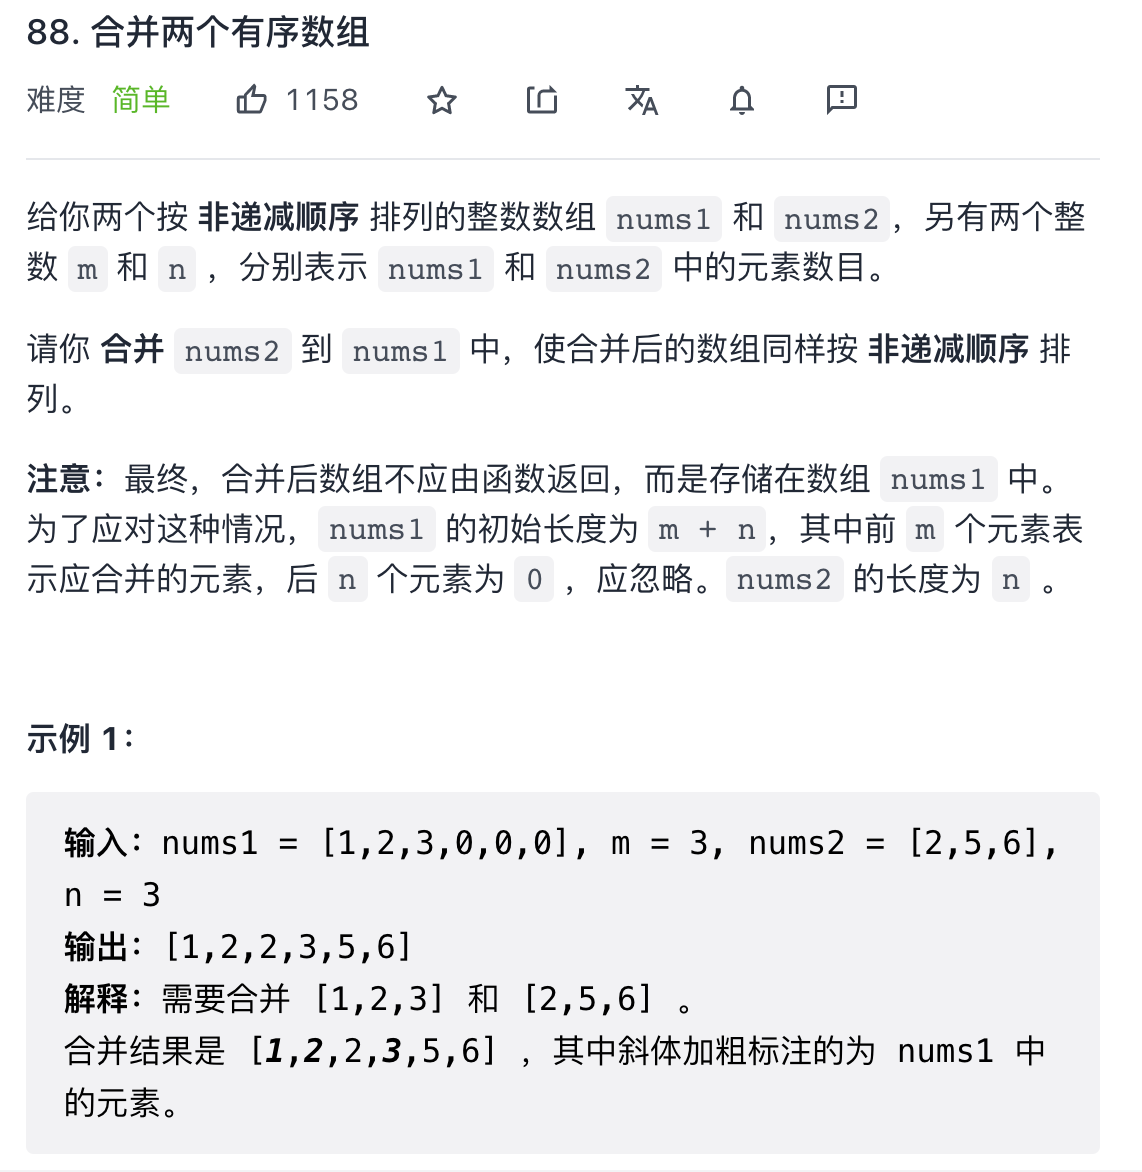 88. 合并两个有序数组
难度 简单 1158
给你两个按 非递减顺序 排列的整数数组 nums1 和 nums2，另有两个整
数 m 和 n ，分别表示 nums1 和 nums2 中的元素数目。
请你 合并 nums2 到 nums1 中，使合并后的数组同样按 非递减顺序 排
列。
注意：最终，合并后数组不应由函数返回，而是存储在数组 nums1 中。
为了应对这种情况，nums1 的初始长度为 m + n，其中前 m 个元素表
示应合并的元素，后 n 个元素为 0 ，应忽略。nums2 的长度为 n 。
示例 1：
输入：nums1 = [1,2,3,0,0,0], m = 3, nums2 = [2,5,6],
n = 3
输出：[1,2,2,3,5,6]
解释：需要合并 [1,2,3] 和 [2,5,6] 。
合并结果是 [1,2,2,3,5,6] ，其中斜体加粗标注的为 nums1 中
的元素。